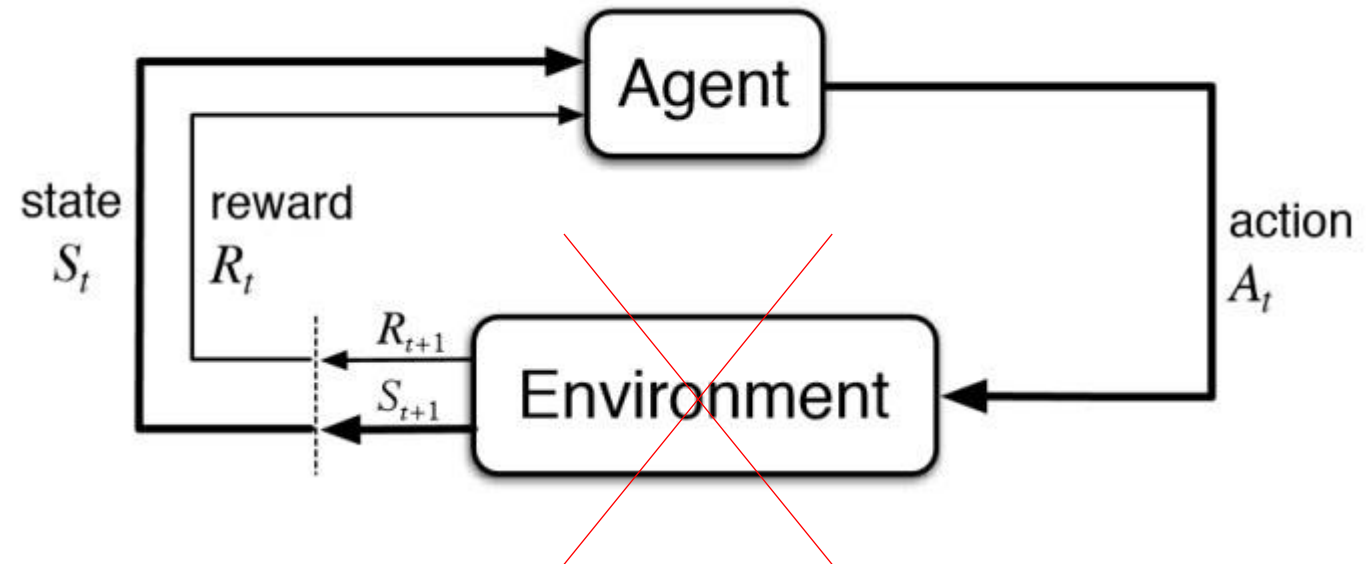 Agent
state
S_t
reward
R_t
action
A_t
R_{t+1}
S_{t+1}
Environment